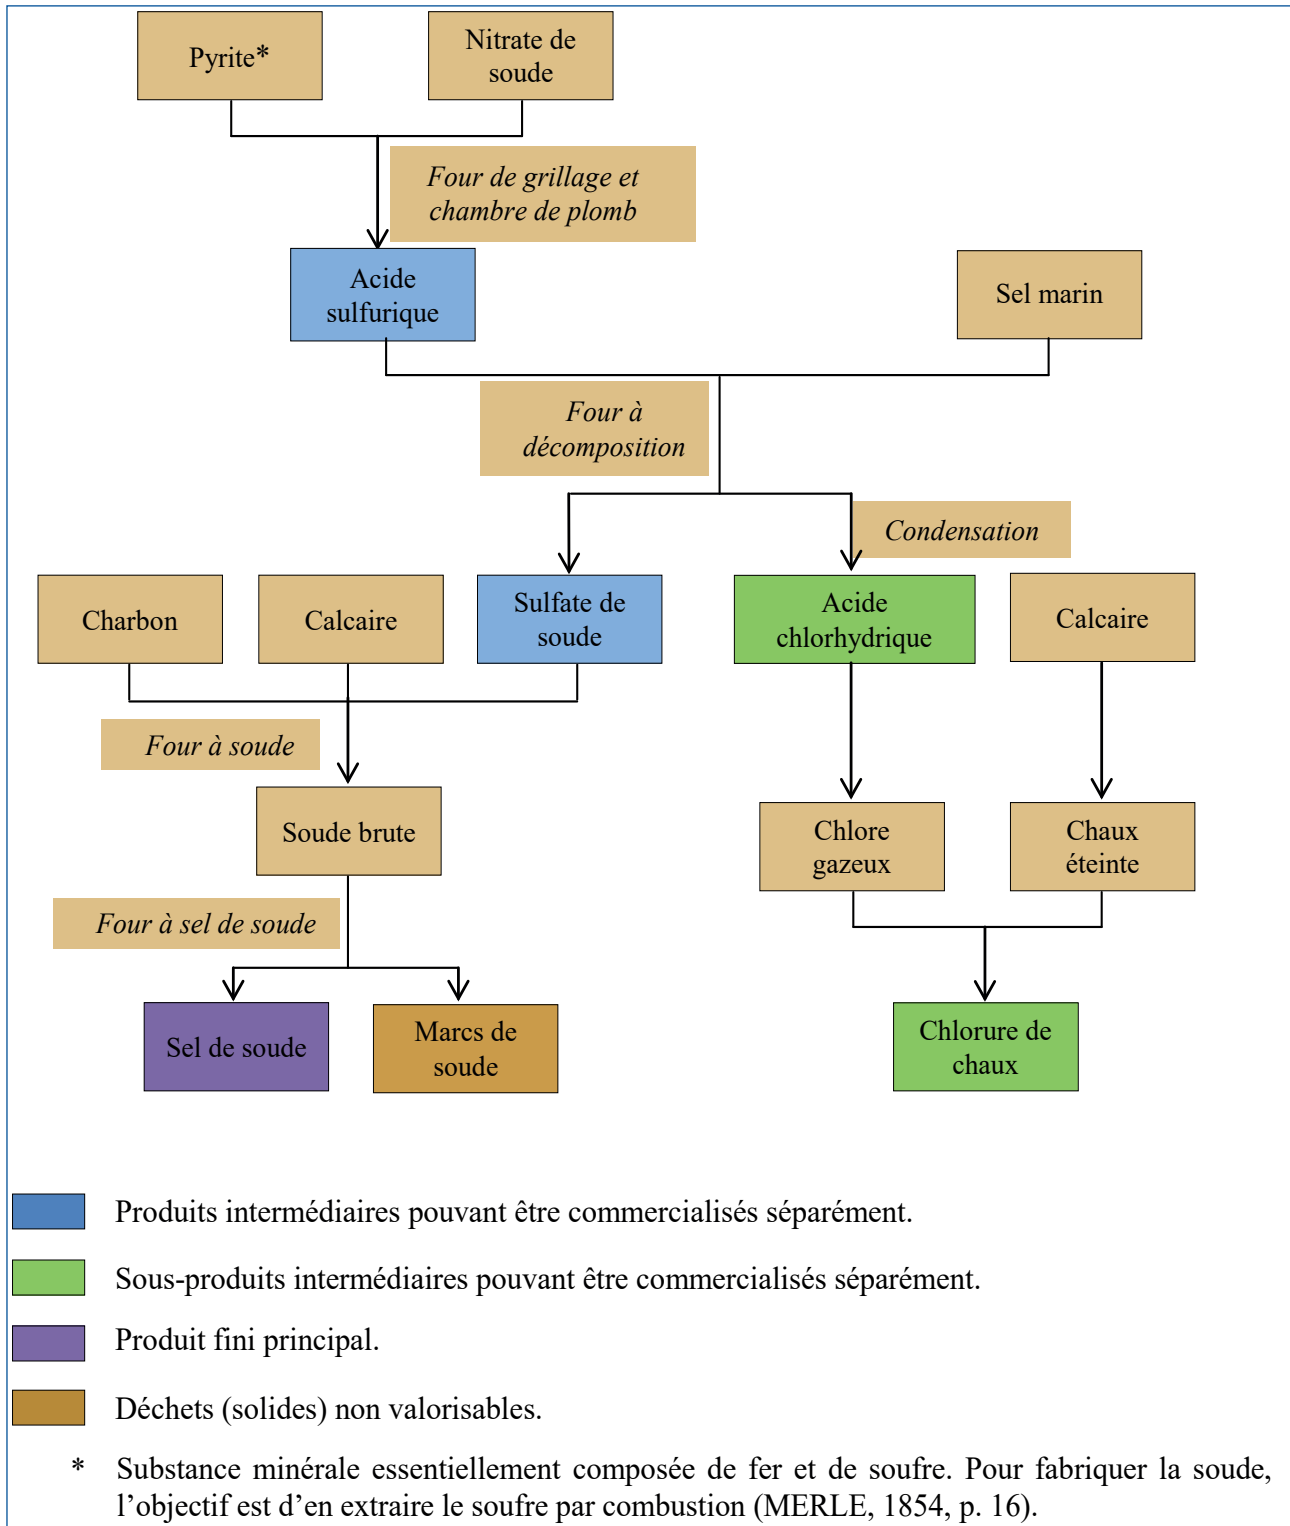 Pyrite*
Nitrate de
soude
Four de grillage et
chambre de plomb
Acide
sulfurique
Sel marin
Four à
décomposition
Condensation
Charbon
Calcaire
Sulfate de
soude
Acide
chlorhydrique
Calcaire
Four à soude
Soude brute
Chlore
gazeux
Chaux
éteinte
Four à sel de soude
Sel de soude
Marcs de
soude
Chlorure de
chaux
Produits intermédiaires pouvant être commercialisés séparément.
Sous-produits intermédiaires pouvant être commercialisés séparément.
Produit fini principal.
Déchets (solides) non valorisables.
* Substance minérale essentiellement composée de fer et de soufre. Pour fabriquer la soude,
l’objectif est d’en extraire le soufre par combustion (MERLE, 1854, p. 16).